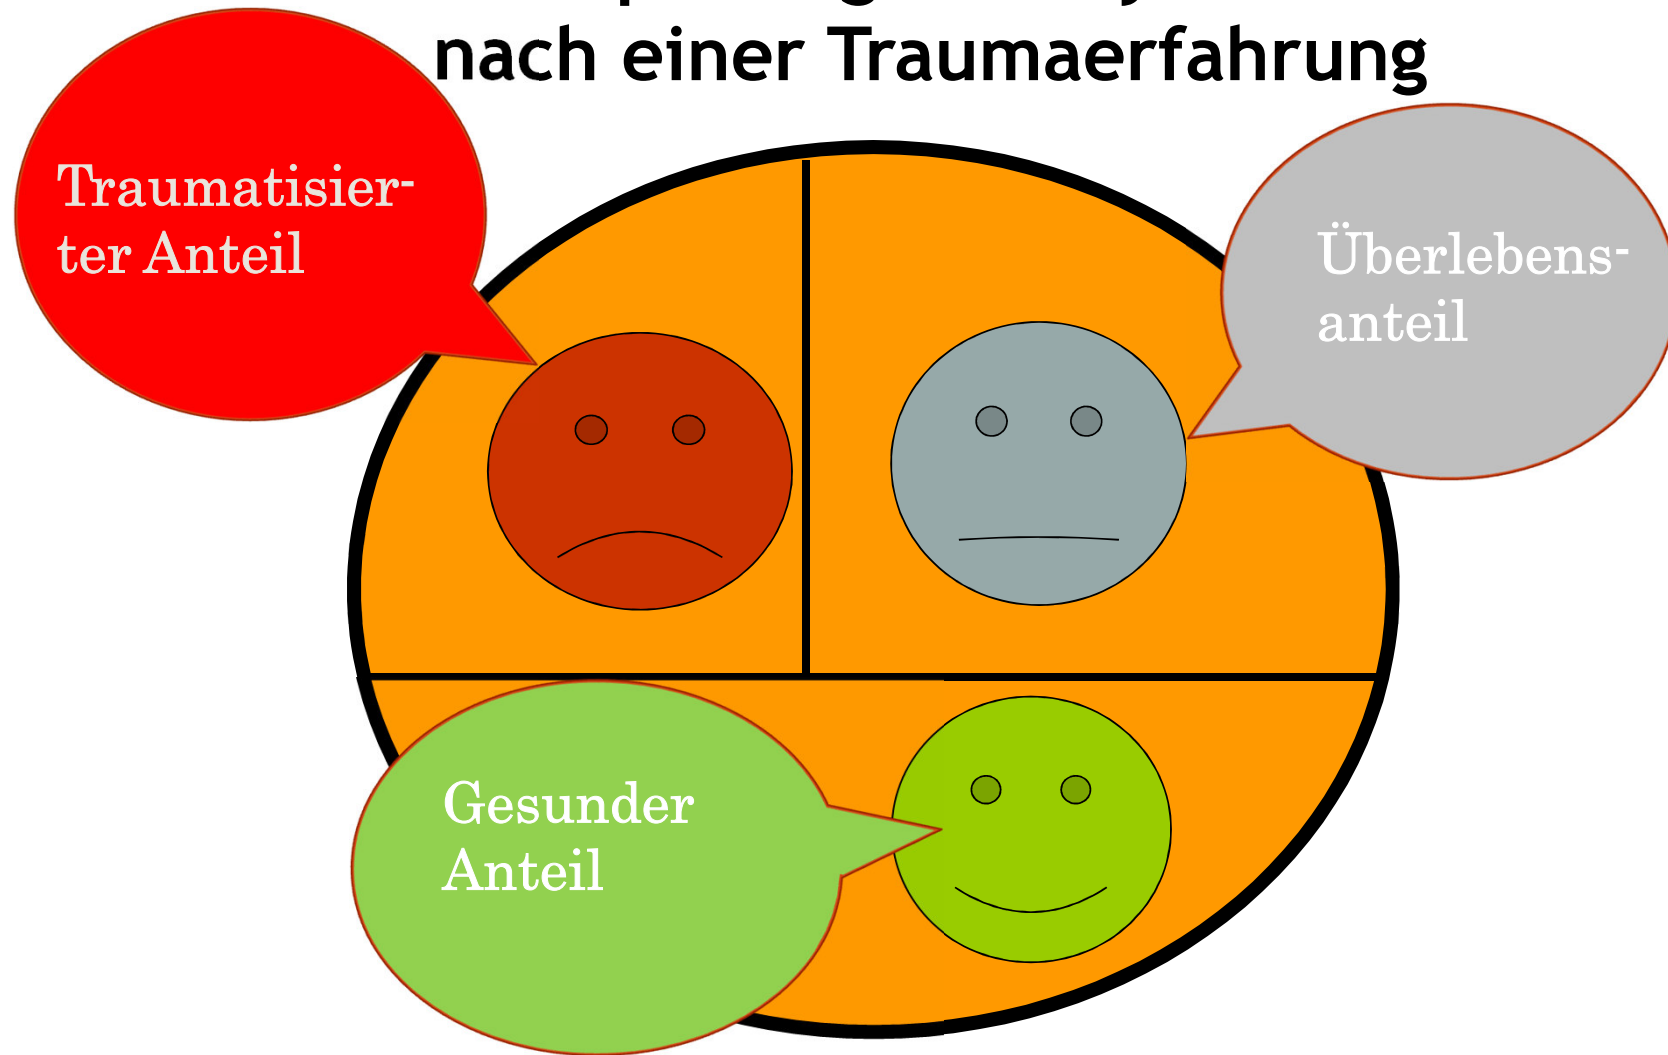 nach einer Traumaerfahrung
Traumatisier-
ter Anteil
Überlebens-
anteil
Gesunder
Anteil